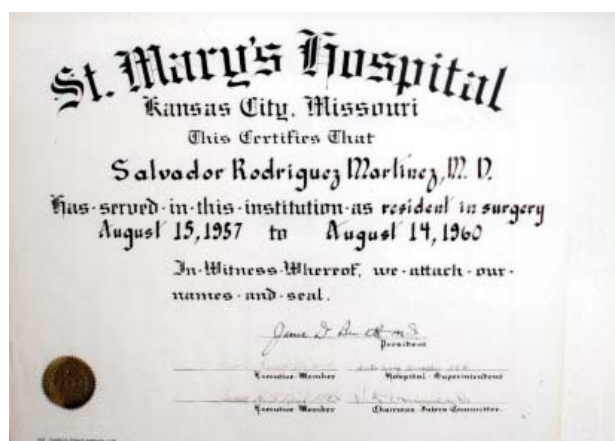 St. Mary's Hospital
Kansas City, Missouri
This Certifies That
Salvador Rodriguez Martinez, M. D.
Has·served·in·this·institution·as resident in surgery
August 15, 1957 to August 14, 1960
In·Witness·Whereof, we·attach·our·
names·and·seal.
President
Executive·Member Hospital·Superintendent
Executive·Member Chairman·Intern·Committee.